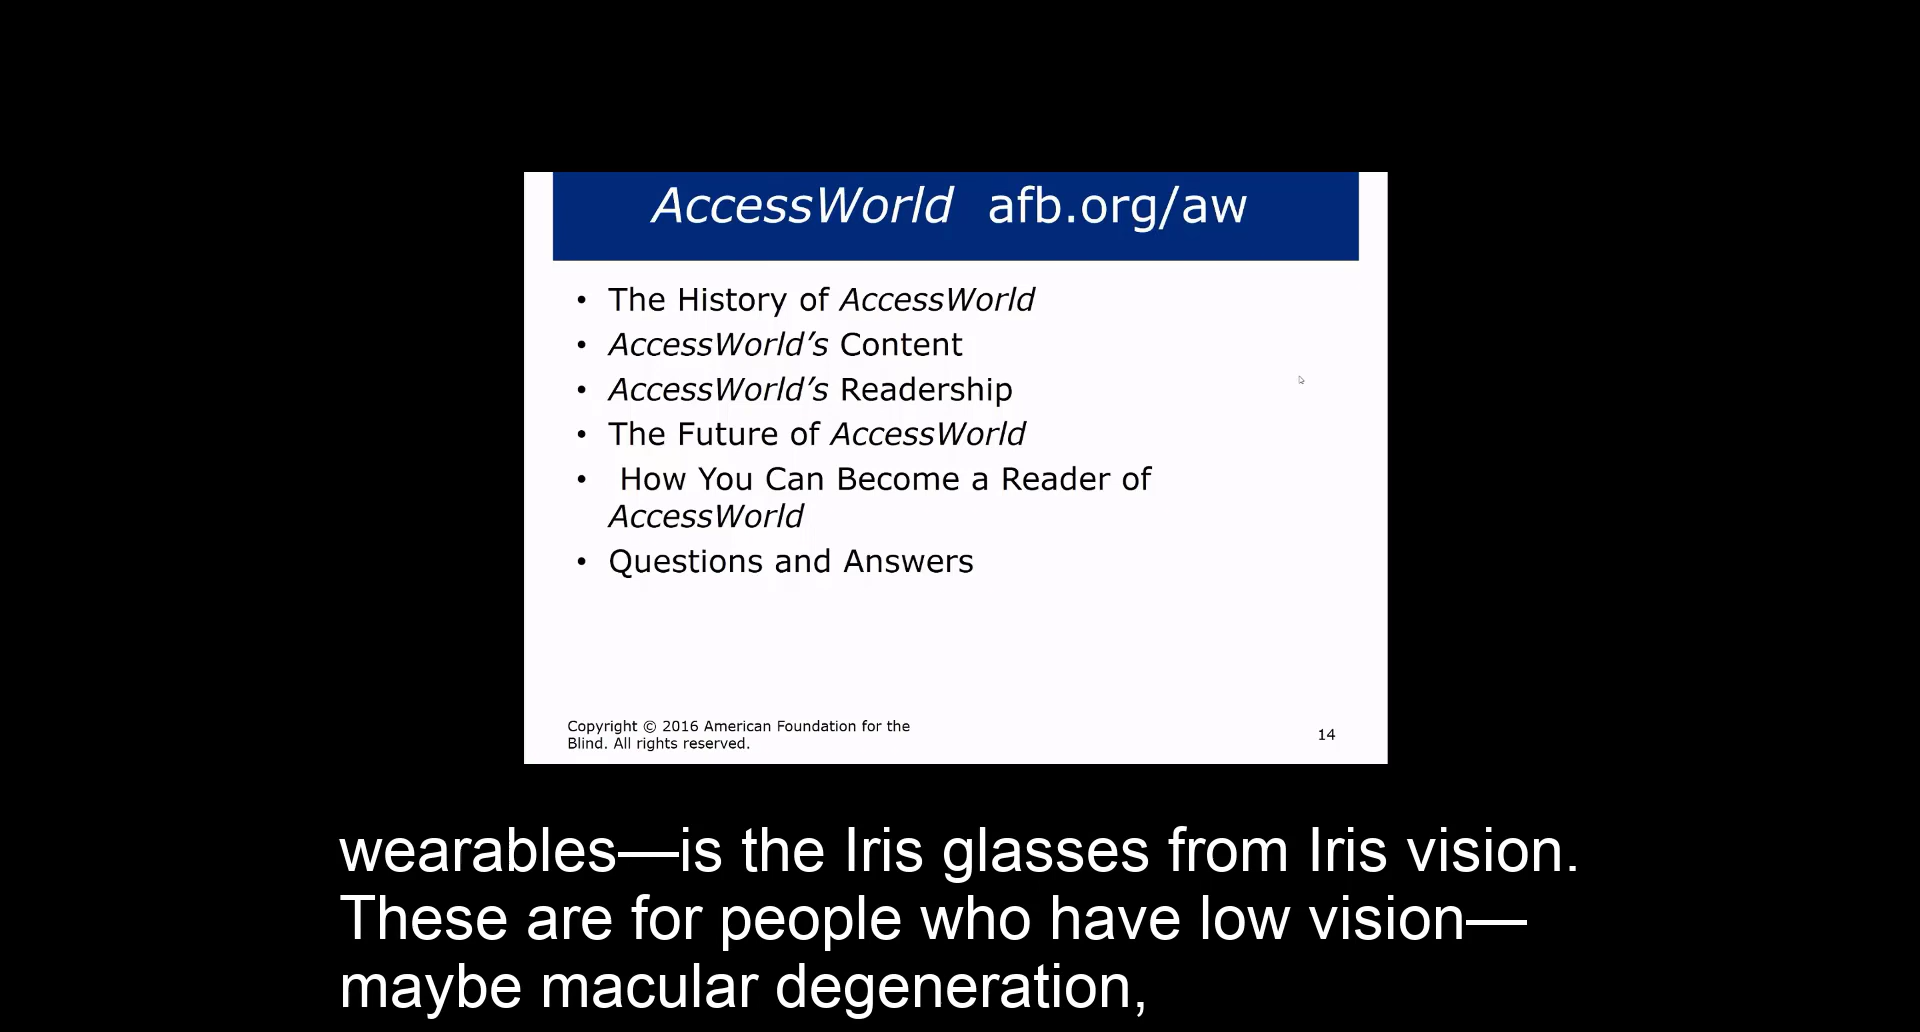 AccessWorld afb.org/aw
• The History of AccessWorld
• AccessWorld’s Content
• AccessWorld’s Readership
• The Future of AccessWorld
• How You Can Become a Reader of
AccessWorld
• Questions and Answers
Copyright © 2016 American Foundation for the
Blind. All rights reserved.
14
wearables—is the Iris glasses from Iris vision.
These are for people who have low vision—
maybe macular degeneration,